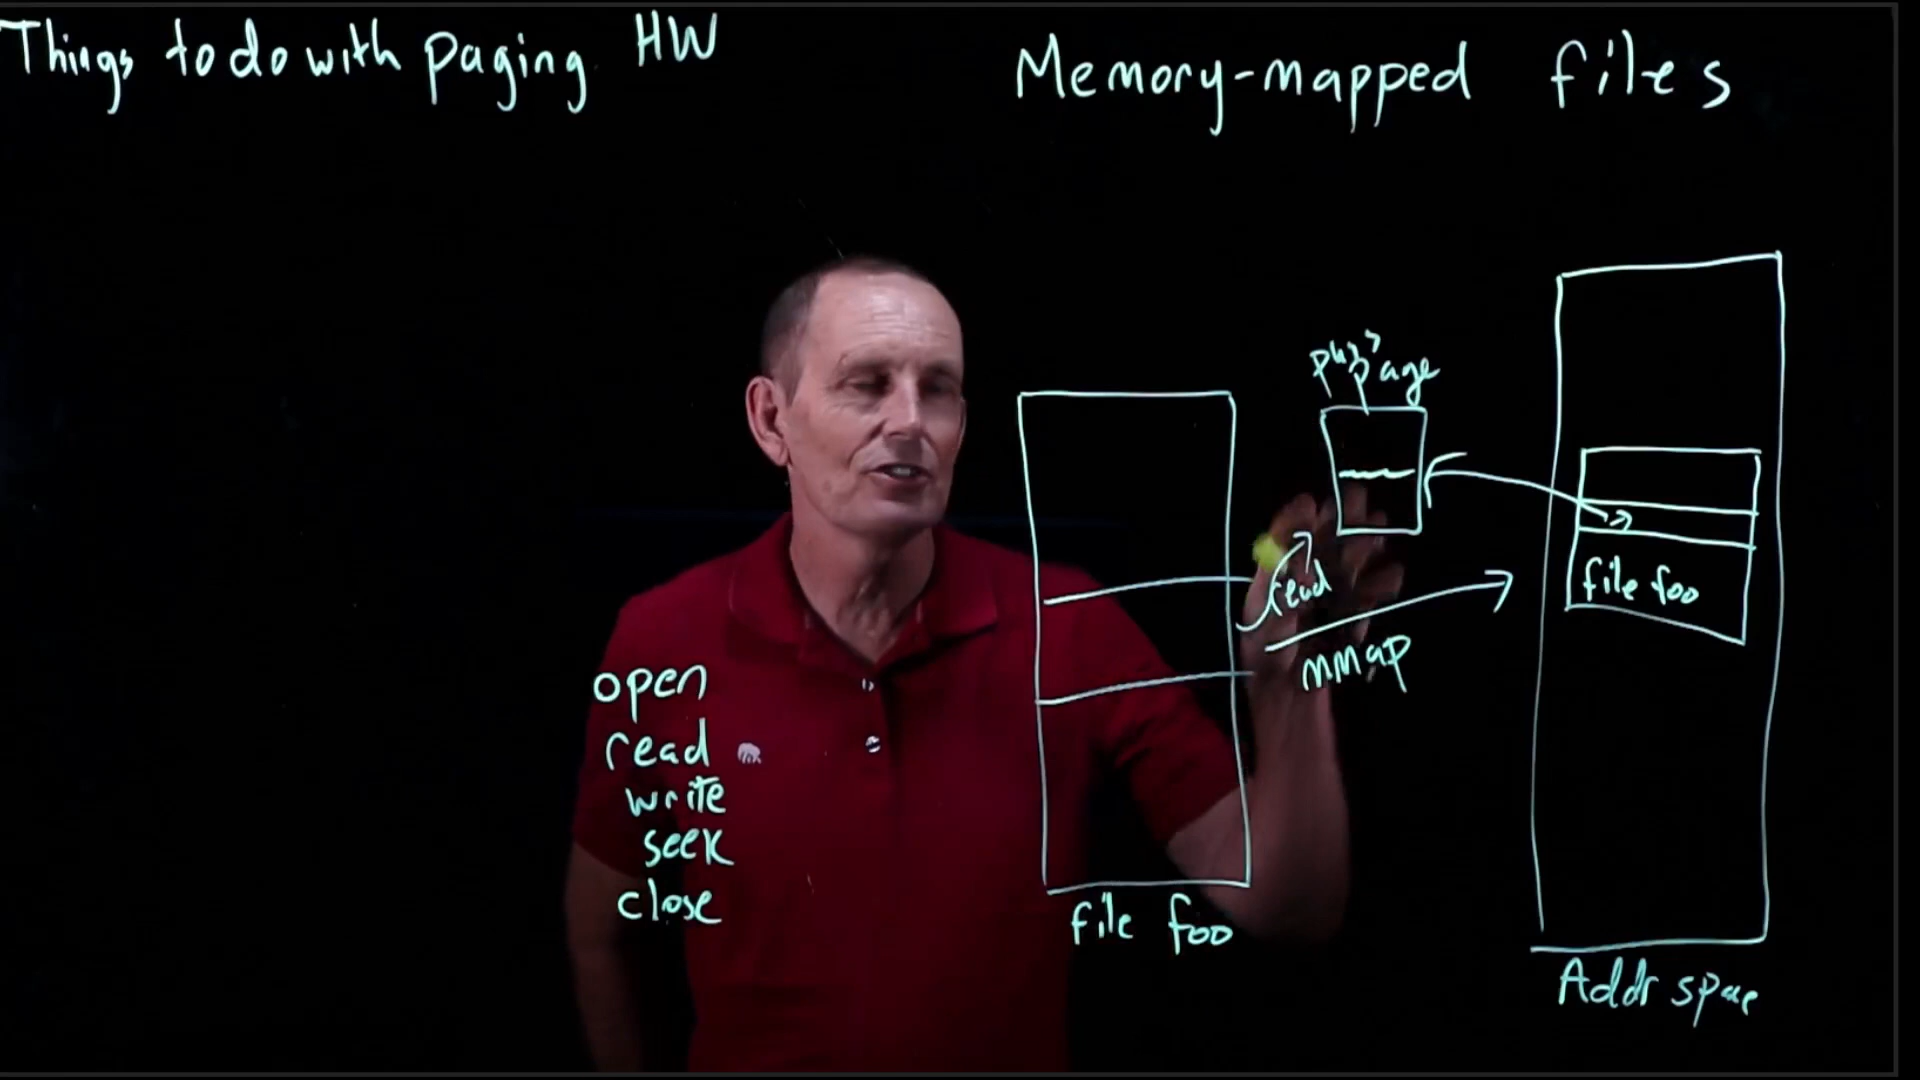 Things to do with paging HW
Memory-mapped files
phys page
read
mmap
file foo
open
read
write
seek
close
file foo
Addr space